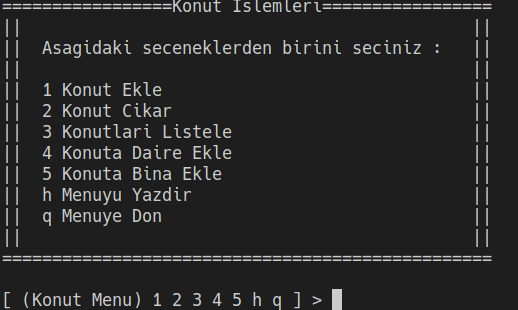 =================Konut Islemleri=================
||                                             ||
||  Asagidaki seceneklerden birini seciniz :   ||
||                                             ||
||  1 Konut Ekle                               ||
||  2 Konut Cikar                              ||
||  3 Konutlari Listele                        ||
||  4 Konuta Daire Ekle                        ||
||  5 Konuta Bina Ekle                         ||
||  h Menuyu Yazdir                            ||
||  q Menuye Don                               ||
||                                             ||
=================================================
[ (Konut Menu) 1 2 3 4 5 h q ] >